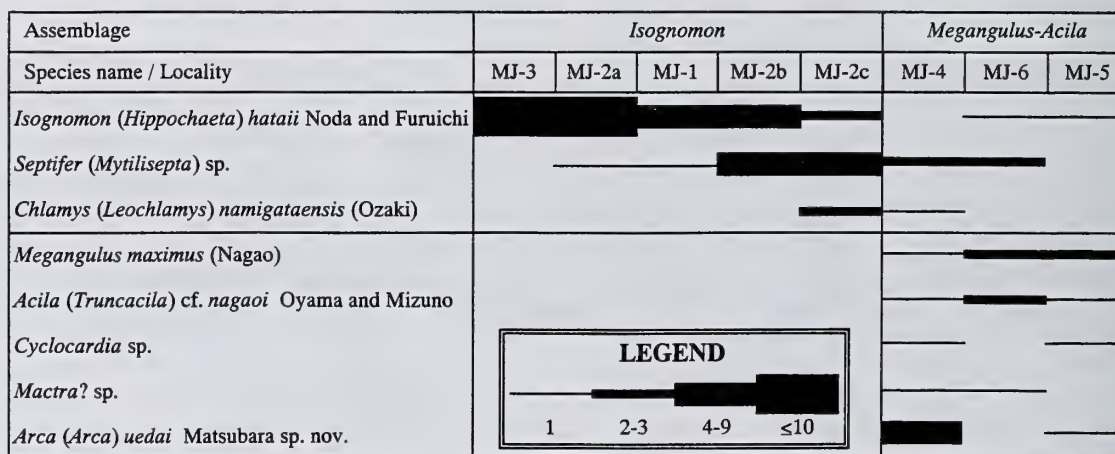 Assemblage Isognomon Megangulus-Acila
Species name / Locality MJ-3 MJ-2a MJ-1 MJ-2b MJ-2c MJ-4 MJ-6 MJ-5
Isognomon (Hippochaeta) hataii Noda and Furuichi
Septifer (Mytilisepta) sp.
Chlamys (Leochlamys) namigataensis (Ozaki)
Megangulus maximus (Nagao)
Acila (Truncacila) cf. nagaoi Oyama and Mizuno
Cyclocardia sp.
Mactra? sp.
Arca (Arca) uedai Matsubara sp. nov.
LEGEND
1 2-3 4-9 ≤10